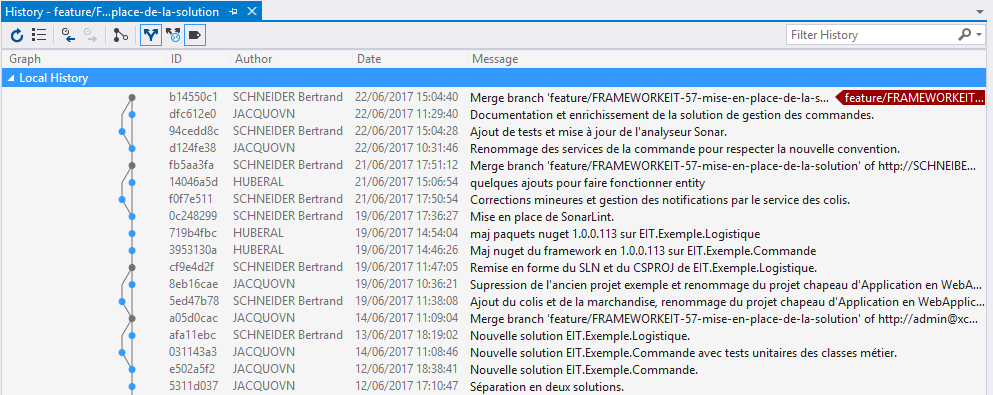 History - feature/F...place-de-la-solution
Filter History
Graph ID Author Date Message
Local History
b14550c1 SCHNEIDER Bertrand 22/06/2017 15:04:40 Merge branch 'feature/FRAMEWORKEIT-57-mise-en-place-de-la-s... feature/FRAMEWORKEIT...
dfc612e0 JACQUOVN 22/06/2017 11:29:40 Documentation et enrichissement de la solution de gestion des commandes.
94cedd8c SCHNEIDER Bertrand 22/06/2017 15:04:28 Ajout de tests et mise à jour de l'analyseur Sonar.
d124fe38 JACQUOVN 22/06/2017 10:31:46 Renommage des services de la commande pour respecter la nouvelle convention.
fb5aa3fa SCHNEIDER Bertrand 21/06/2017 17:51:12 Merge branch 'feature/FRAMEWORKEIT-57-mise-en-place-de-la-solution' of http://SCHNEIBE...
14046a5d HUBERAL 21/06/2017 15:06:54 quelques ajouts pour faire fonctionner entity
f0f7e511 SCHNEIDER Bertrand 21/06/2017 17:50:54 Corrections mineures et gestion des notifications par le service des colis.
0c248299 SCHNEIDER Bertrand 19/06/2017 17:36:27 Mise en place de SonarLint.
719b4fbc HUBERAL 19/06/2017 14:54:04 maj paquets nuget 1.0.0.113 sur EIT.Exemple.Logistique
3953130a HUBERAL 19/06/2017 14:46:26 Maj nuget du framework en 1.0.0.113 sur EIT.Exemple.Commande
cf9e4d2f SCHNEIDER Bertrand 19/06/2017 11:47:05 Remise en forme du SLN et du CSPROJ de EIT.Exemple.Logistique.
8eb16cae JACQUOVN 19/06/2017 10:36:21 Supression de l'ancien projet exemple et renommage du projet chapeau d'Application en WebA...
5ed47b78 SCHNEIDER Bertrand 19/06/2017 11:38:08 Ajout du colis et de la marchandise, renommage du projet chapeau d'Application en WebApplic...
a05d0cac JACQUOVN 14/06/2017 11:09:04 Merge branch 'feature/FRAMEWORKEIT-57-mise-en-place-de-la-solution' of http://admin@xc...
afa11ebc SCHNEIDER Bertrand 13/06/2017 18:19:02 Nouvelle solution EIT.Exemple.Logistique.
031143a3 JACQUOVN 14/06/2017 11:08:46 Nouvelle solution EIT.Exemple.Commande avec tests unitaires des classes métier.
e502a5f2 JACQUOVN 12/06/2017 18:38:41 Nouvelle solution EIT.Exemple.Commande.
5311d037 JACQUOVN 12/06/2017 17:10:47 Séparation en deux solutions.